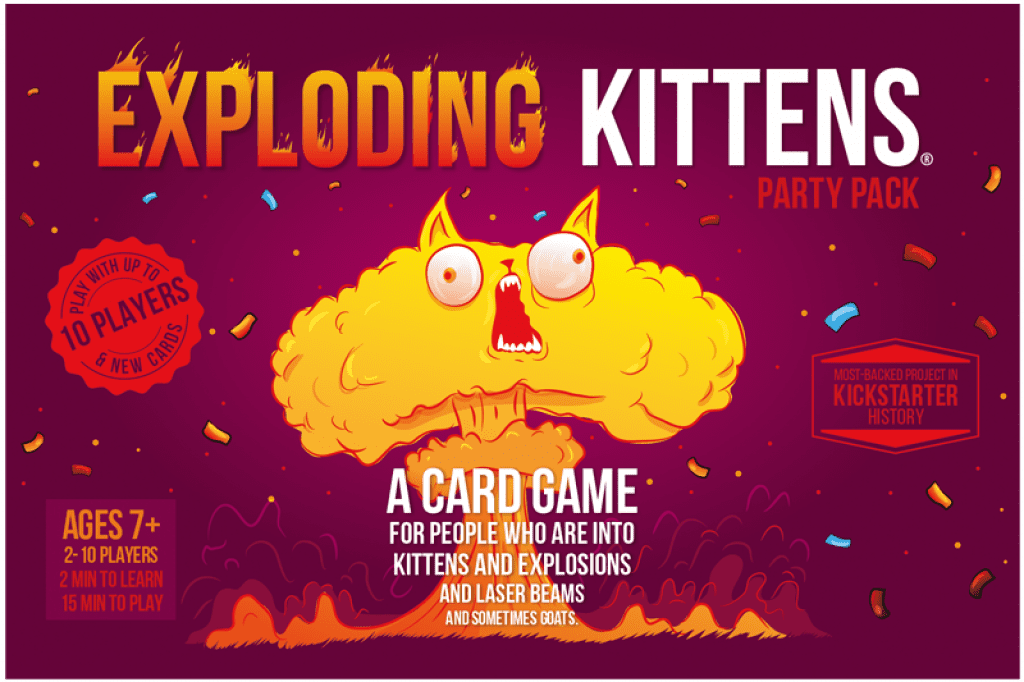 EXPLODING KITTENS®
PARTY PACK
PLAY WITH UP TO
10 PLAYERS
& NEW CARDS
MOST-BACKED PROJECT IN
KICKSTARTER
HISTORY
A CARD GAME
FOR PEOPLE WHO ARE INTO
KITTENS AND EXPLOSIONS
AND LASER BEAMS
AND SOMETIMES GOATS.
AGES 7+
2-10 PLAYERS
2 MIN TO LEARN
15 MIN TO PLAY